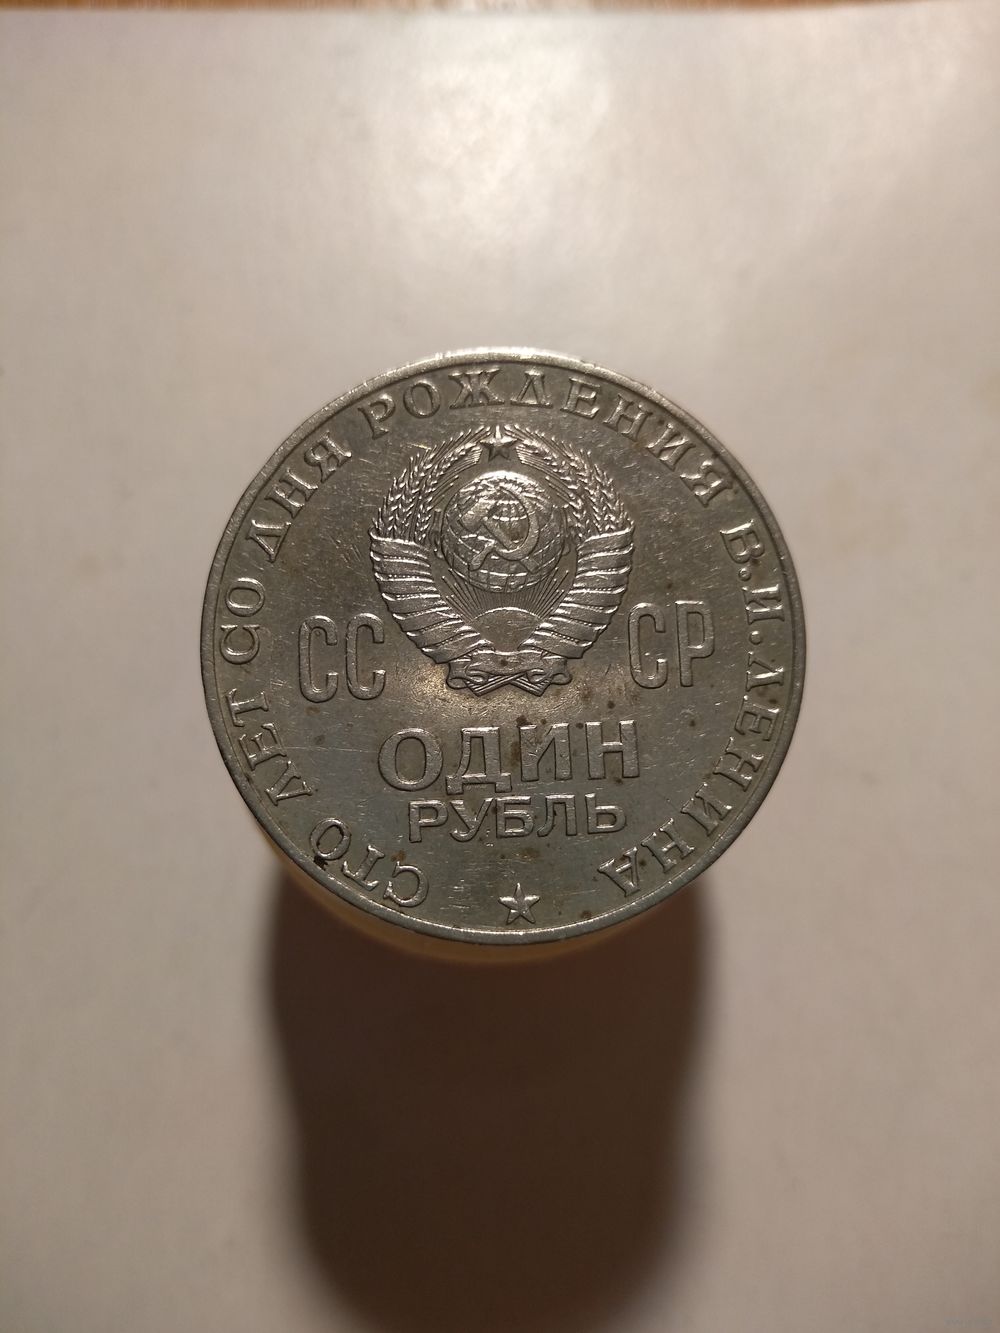 СТО ЛЕТ СО ДНЯ РОЖДЕНИЯ В.И.ЛЕНИНА
СС СР
ОДИН
РУБЛЬ